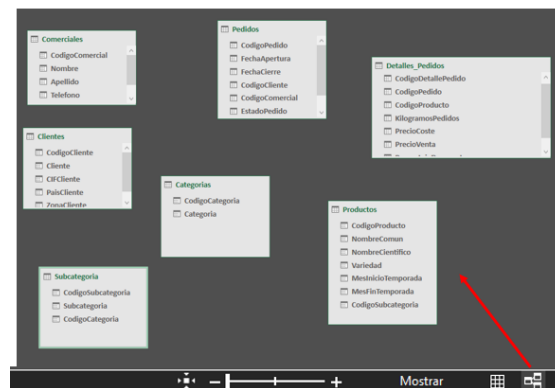 Comerciales
CodigoComercial
Nombre
Apellido
Telefono
Pedidos
CodigoPedido
FechaApertura
FechaCierre
CodigoCliente
CodigoComercial
EstadoPedido
Detalles_Pedidos
CodigoDetallePedido
CodigoPedido
CodigoProducto
KilogramosPedidos
PrecioCoste
PrecioVenta
Clientes
CodigoCliente
Cliente
CIFCliente
PaisCliente
ZonaCliente
Categorias
CodigoCategoria
Categoria
Productos
CodigoProducto
NombreComun
NombreCientifico
Variedad
MesInicioTemporada
MesFinTemporada
CodigoSubcategoria
Subcategoria
CodigoSubcategoria
Subcategoria
CodigoCategoria
Mostrar